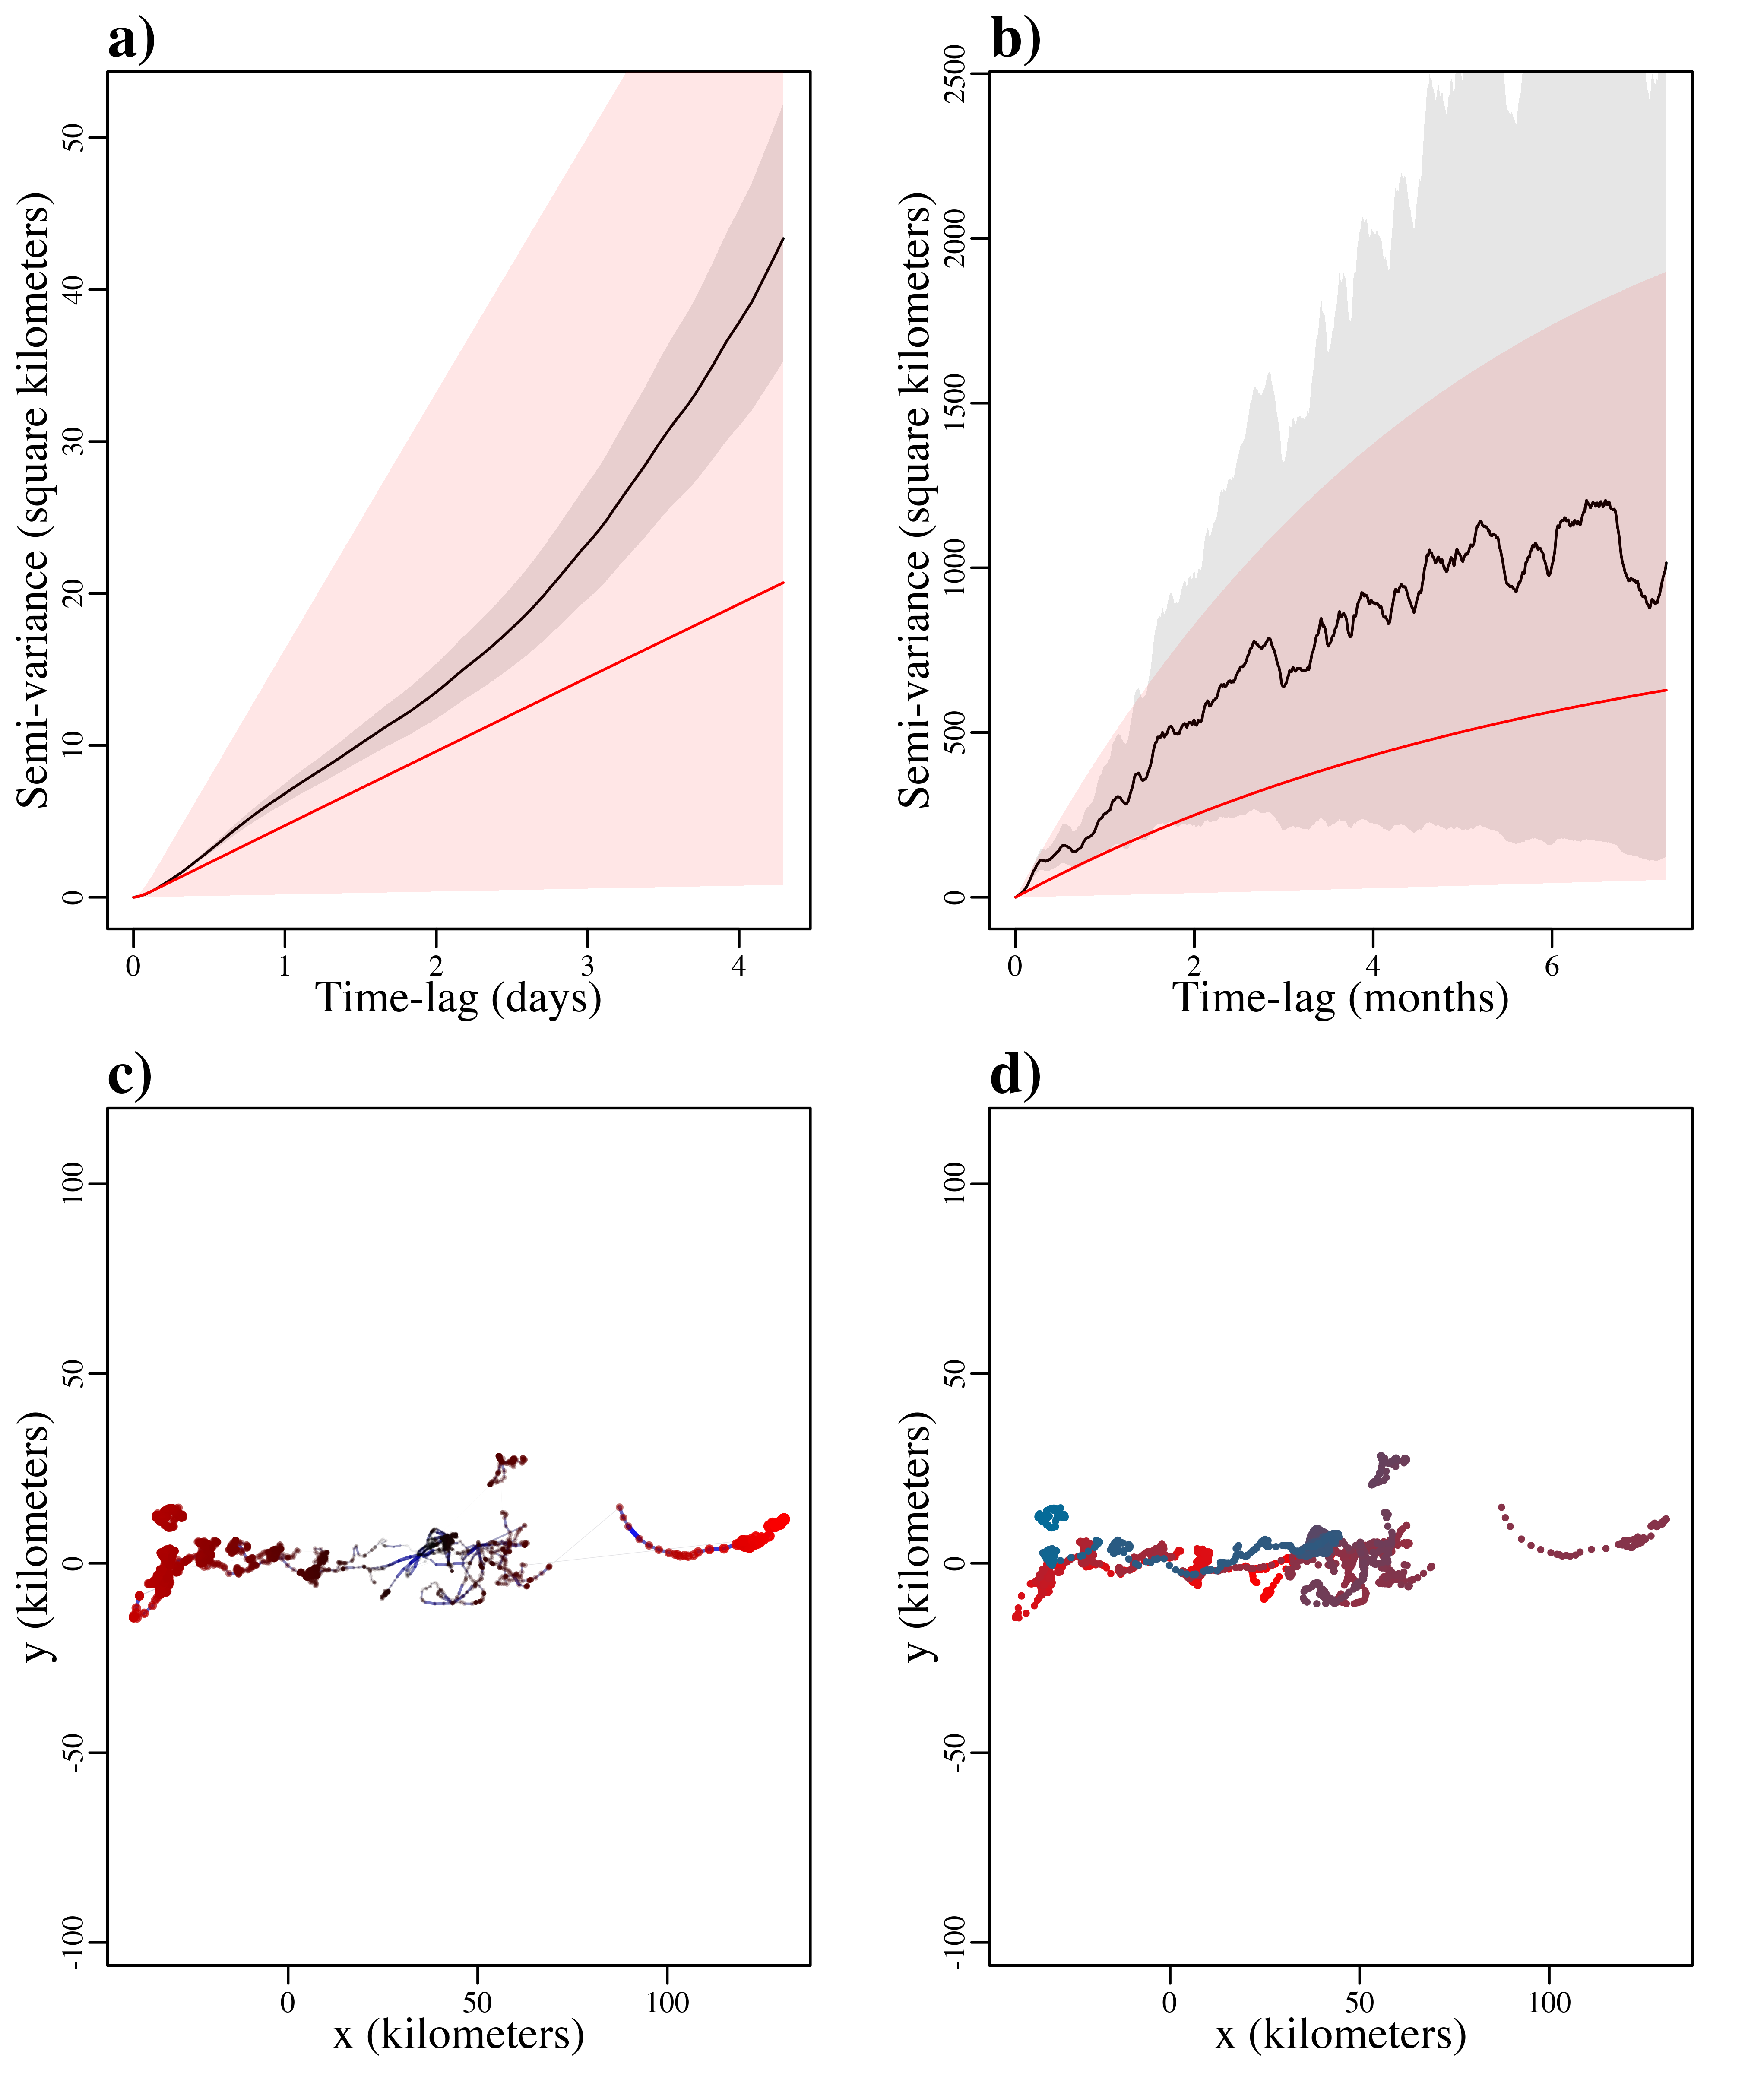 a)
Semi-variance (square kilometers)
50
40
30
20
10
0
0 1 2 3 4
Time-lag (days)
b)
Semi-variance (square kilometers)
2500
2000
1500
1000
500
0
0 2 4 6
Time-lag (months)
c)
y (kilometers)
100
50
0
-50
-100
0 50 100
x (kilometers)
d)
y (kilometers)
100
50
0
-50
-100
0 50 100
x (kilometers)